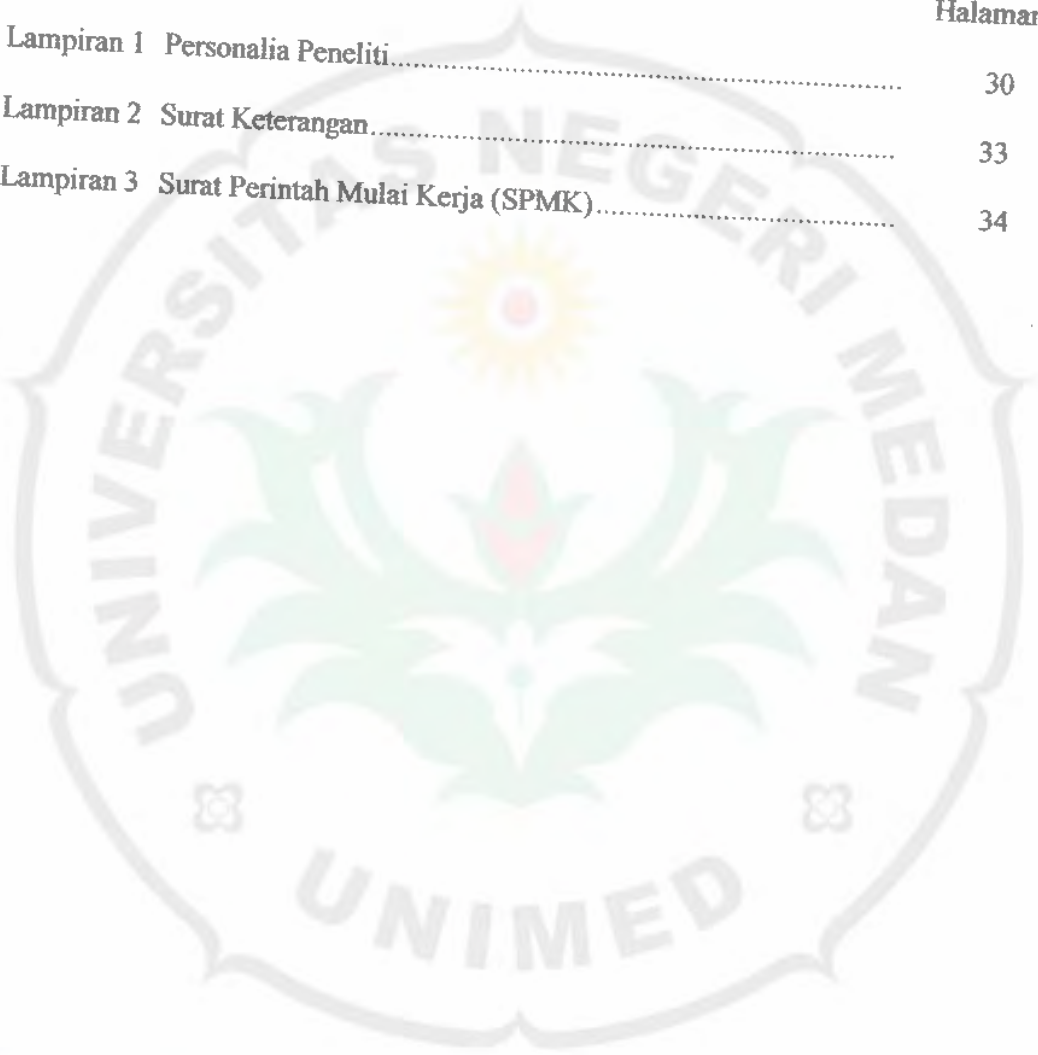 Halaman
Lampiran 1 Personalia Peneliti........................................................................ 30
Lampiran 2 Surat Keterangan........................................................................ 33
Lampiran 3 Surat Perintah Mulai Kerja (SPMK)........................................ 34
UNIVERSITAS NEGERI MEDAN
UNIMED